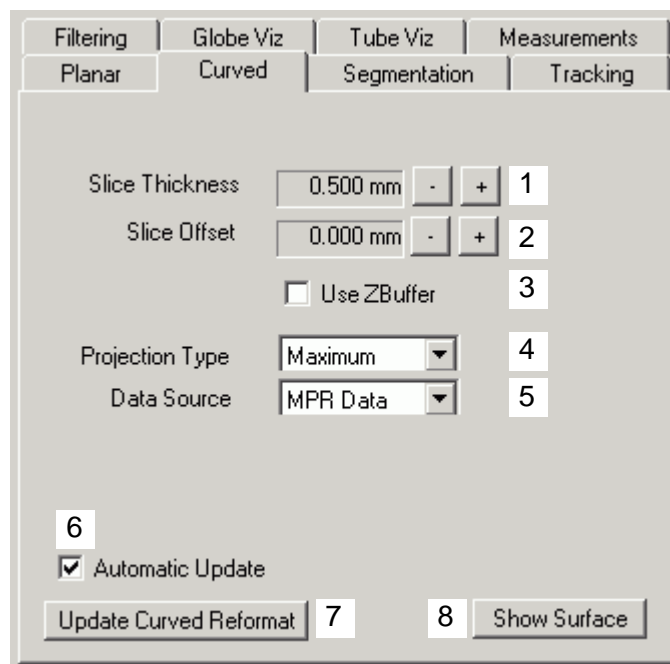 Filtering Globe Viz Tube Viz Measurements
Planar Curved Segmentation Tracking
Slice Thickness 0.500 mm - + 1
Slice Offset 0.000 mm - + 2
Use ZBuffer 3
Projection Type Maximum 4
Data Source MPR Data 5
6
Automatic Update
Update Curved Reformat 7 8 Show Surface